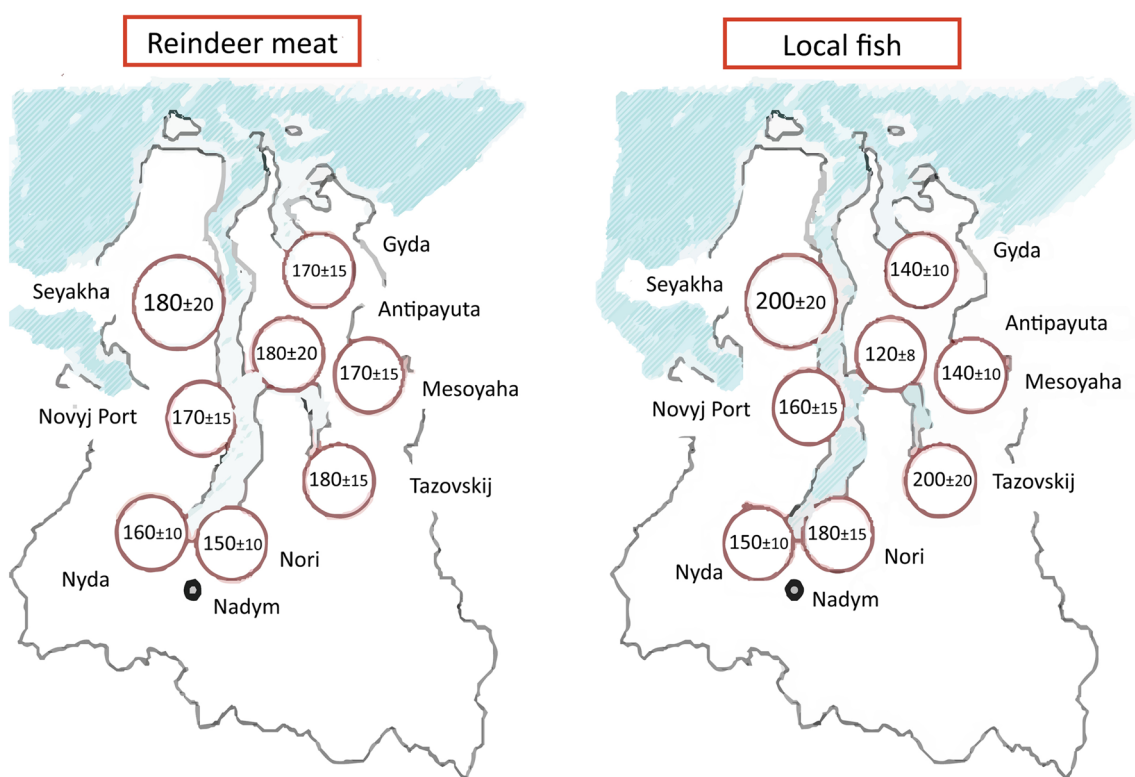 Reindeer meat
Gyda
170±15
Seyakha
180±20
Antipayuta
180±20
170±15
Mesoyaha
Novyj Port
170±15
180±15
Tazovskij
160±10
150±10
Nori
Nyda
Nadym
Local fish
Gyda
140±10
Seyakha
200±20
Antipayuta
120±8
140±10
Mesoyaha
Novyj Port
160±15
200±20
Tazovskij
150±10
180±15
Nori
Nyda
Nadym